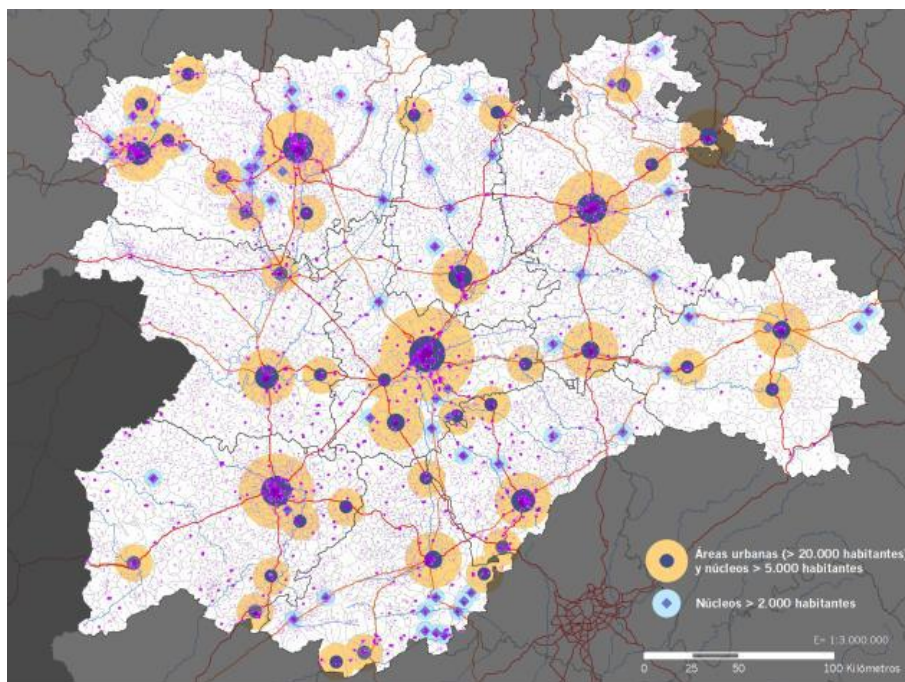 Áreas urbanas (> 20.000 habitantes)
y núcleos > 5.000 habitantes
Núcleos > 2.000 habitantes
E= 1:3.000.000
0 25 50 100 Kilómetros